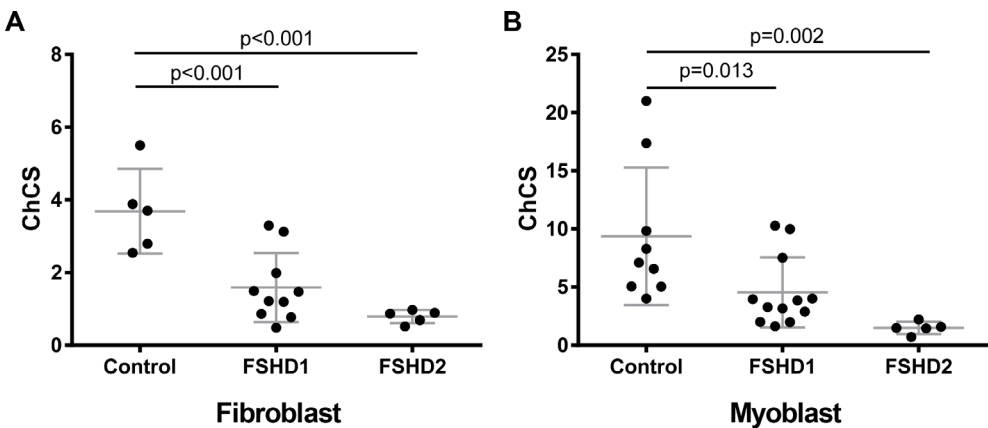 A
p<0.001
p<0.001
8
6
4
2
0
ChCS
Control FSHD1 FSHD2
Fibroblast
B
p=0.002
p=0.013
25
20
15
10
5
0
ChCS
Control FSHD1 FSHD2
Myoblast